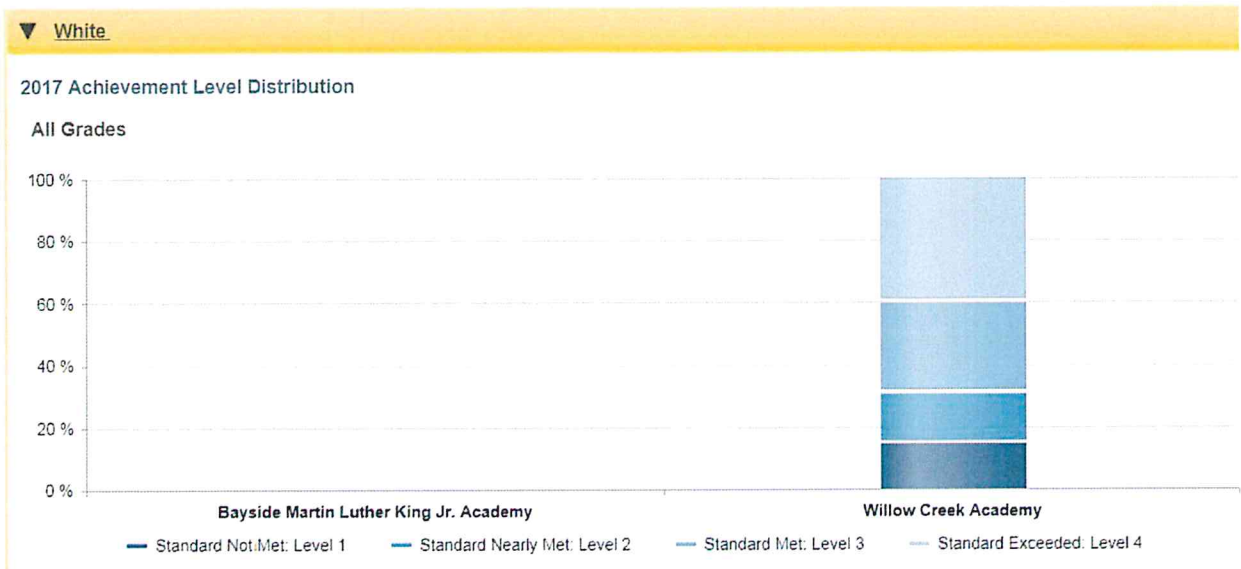 ▼ White
2017 Achievement Level Distribution
All Grades
100 %
80 %
60 %
40 %
20 %
0 %
Bayside Martin Luther King Jr. Academy Willow Creek Academy
Standard Not Met: Level 1 Standard Nearly Met: Level 2 Standard Met: Level 3 Standard Exceeded: Level 4